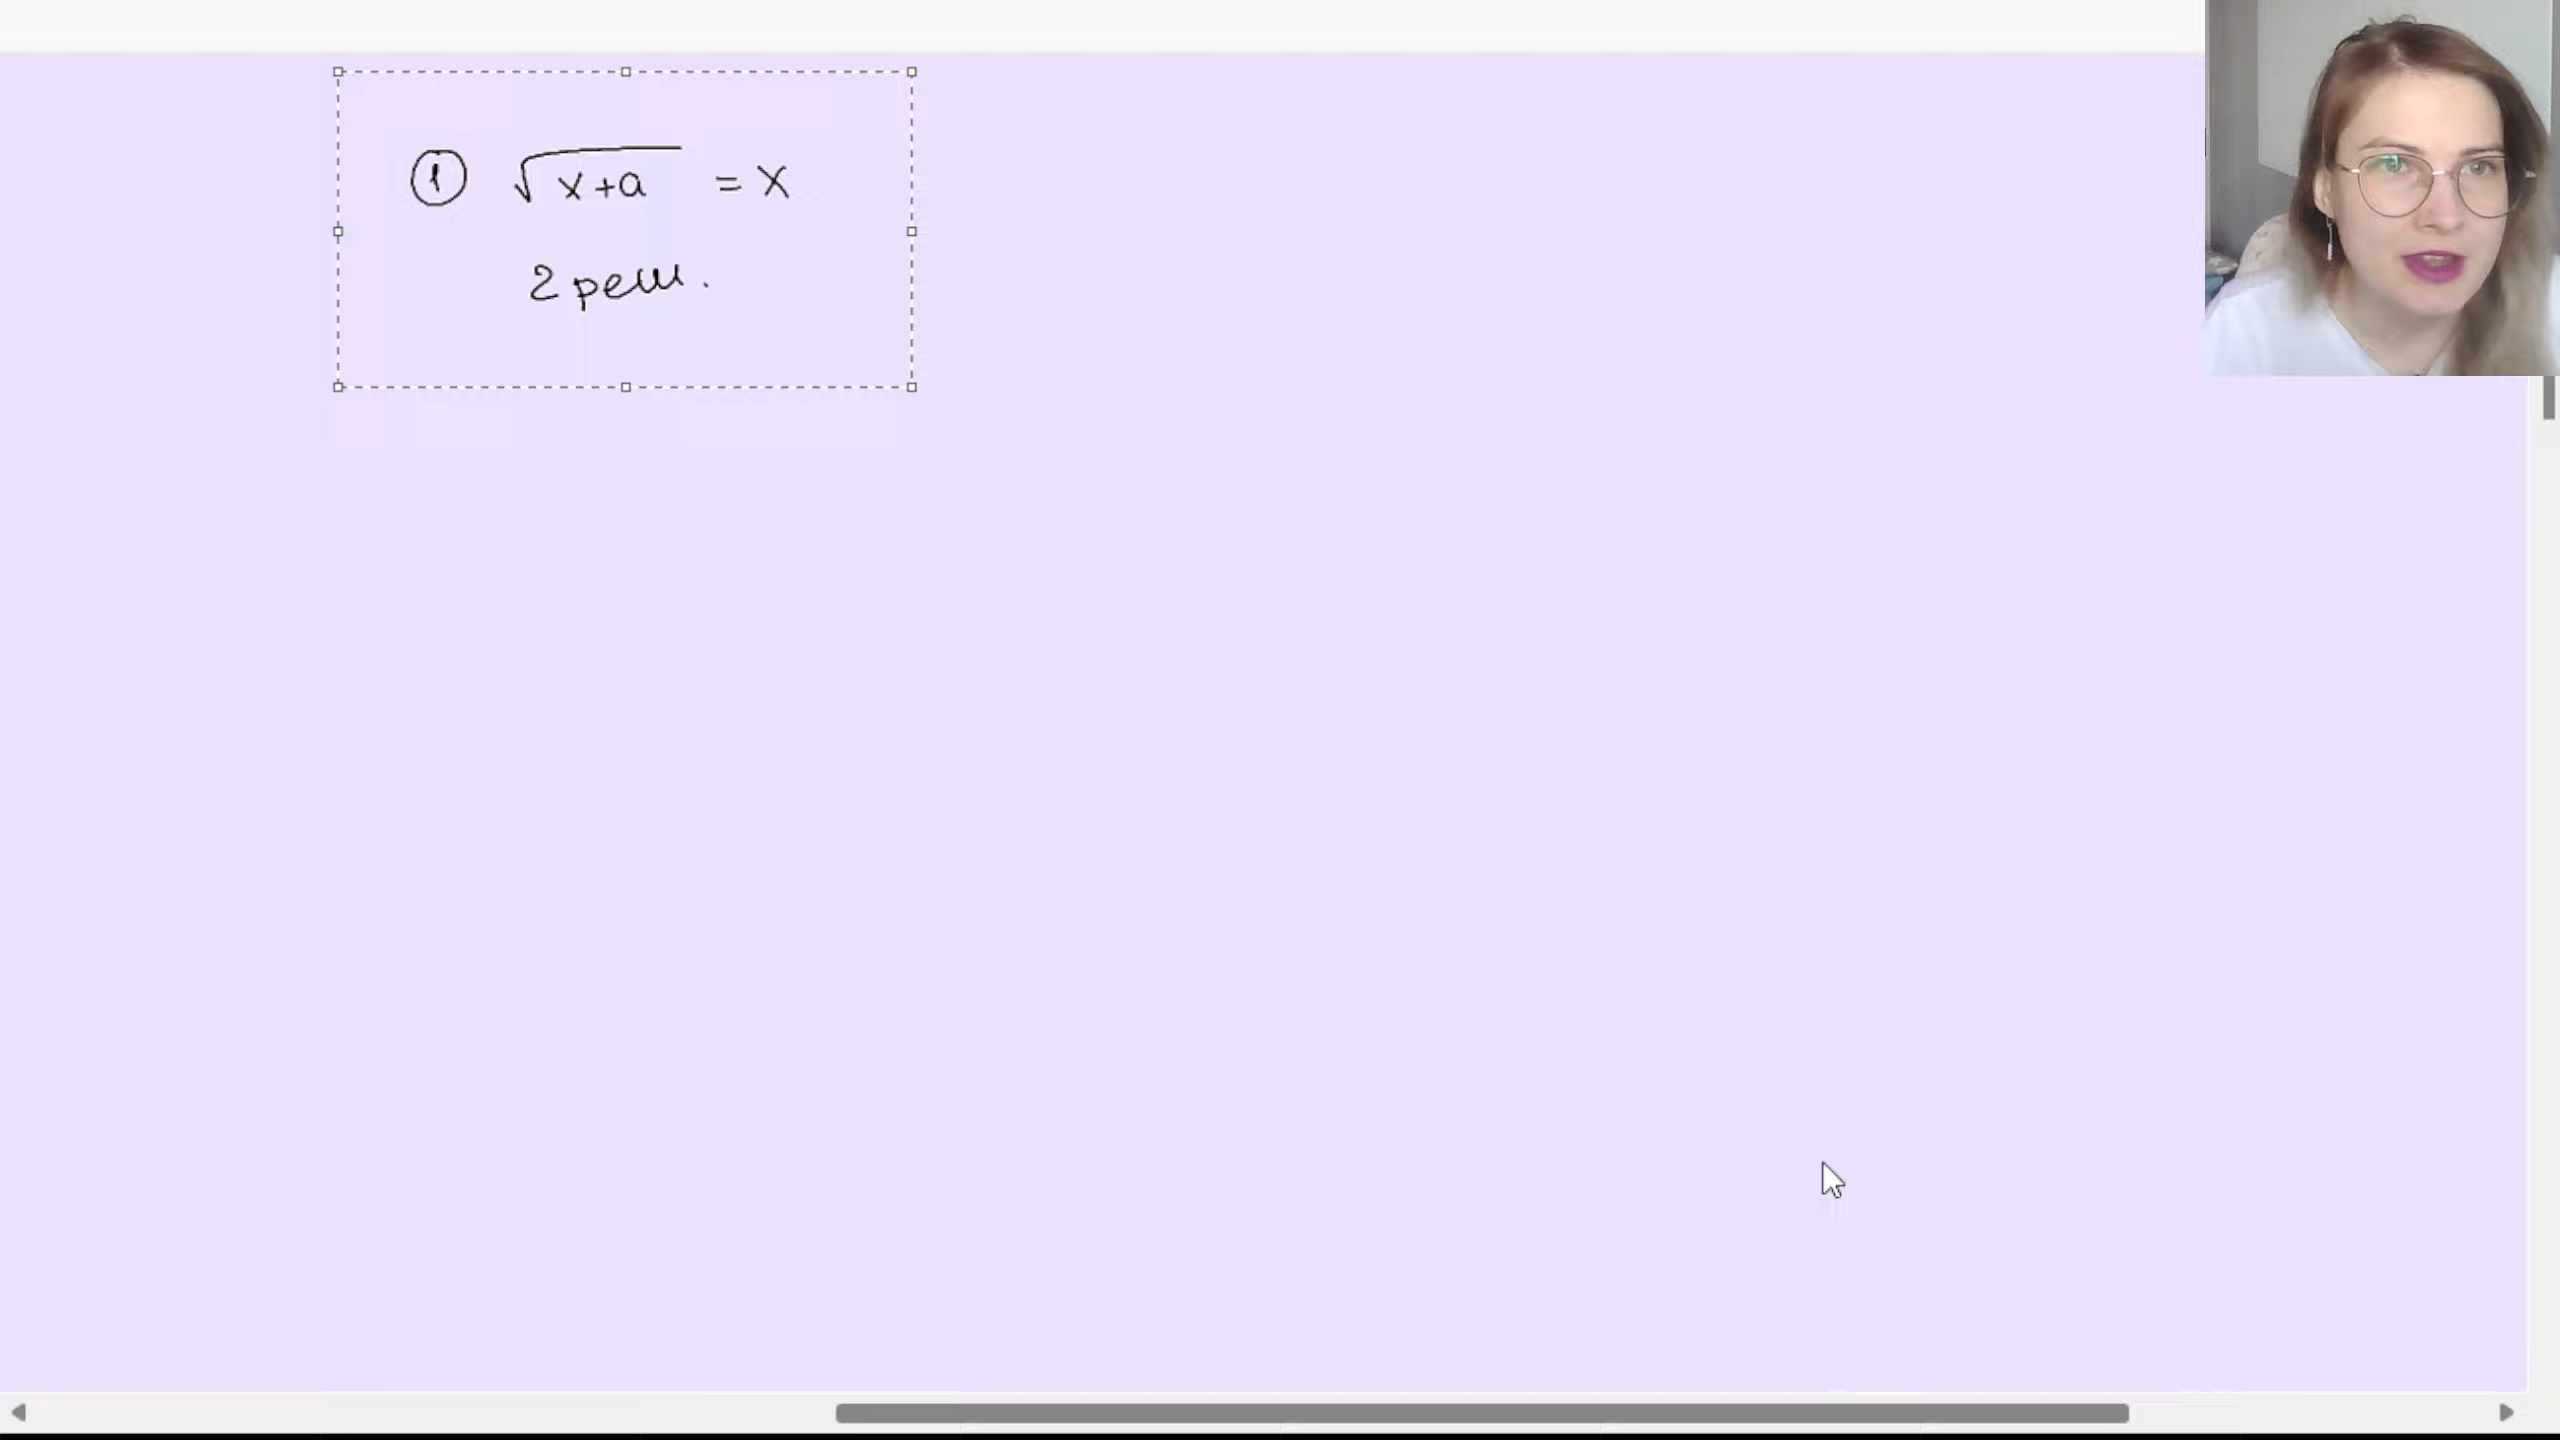 ① √x+a = x
2 реш.